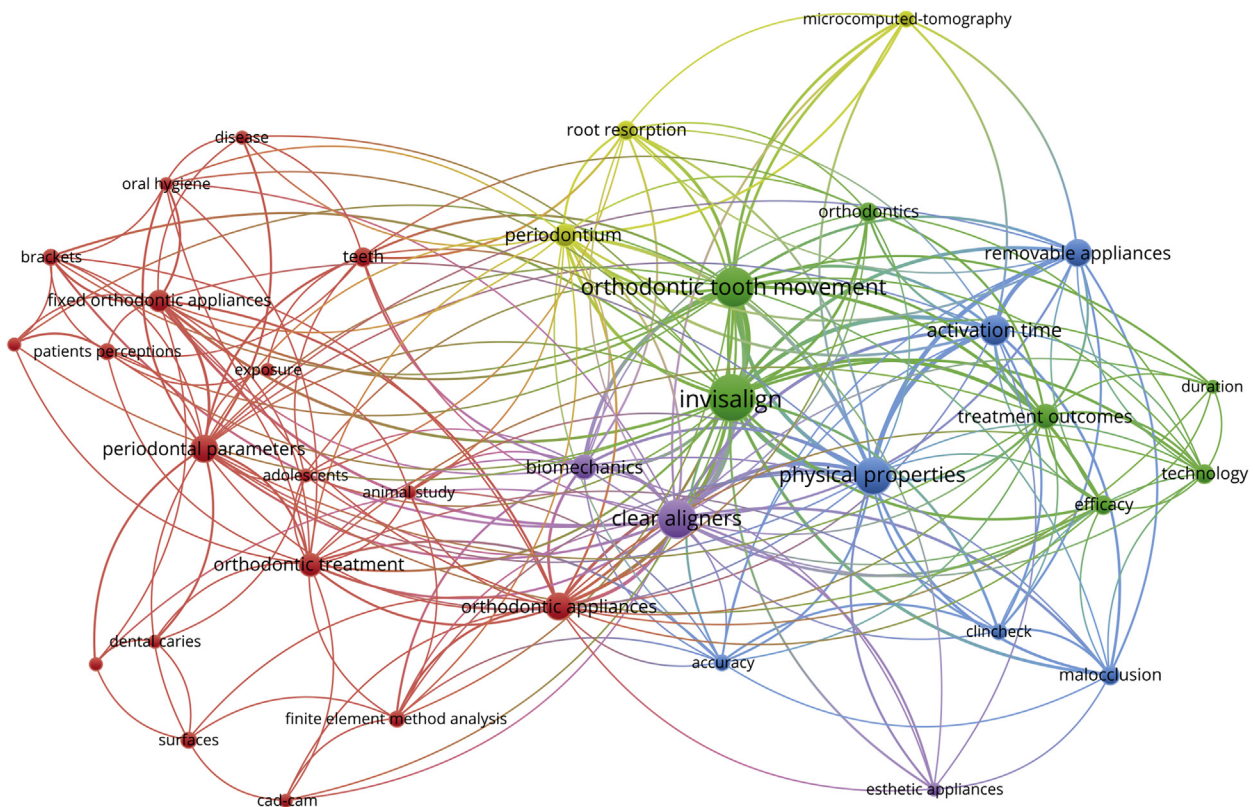 microcomputed-tomography
root resorption
disease
oral hygiene
orthodontics
periodontium
brackets
teeth
removable appliances
orthodontic tooth movement
fixed orthodontic appliances
activation time
patients perceptions
exposure
duration
invisalign
treatment outcomes
periodontal parameters
biomechanics
adolescents
physical properties
technology
animal study
efficacy
clear aligners
orthodontic treatment
orthodontic appliances
clincheck
dental caries
accuracy
malocclusion
finite element method analysis
surfaces
esthetic appliances
cad-cam